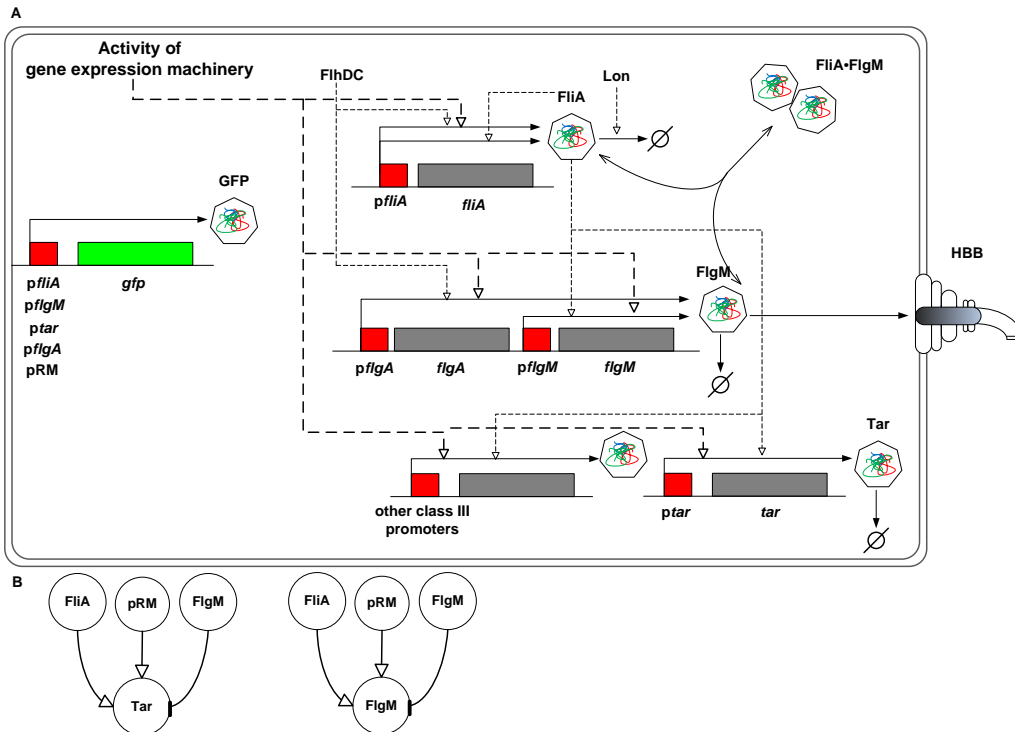 A
Activity of
gene expression machinery
FlhDC
Lon
FliA
FliA•FlgM
pfliA
fliA
GFP
pfliA
gfp
pflgM
ptar
pflgA
pRM
FlgM
HBB
pflgA
flgA
pflgM
flgM
Tar
other class III
promoters
ptar
tar
B
FliA
pRM
FlgM
Tar
FliA
pRM
FlgM
FlgM